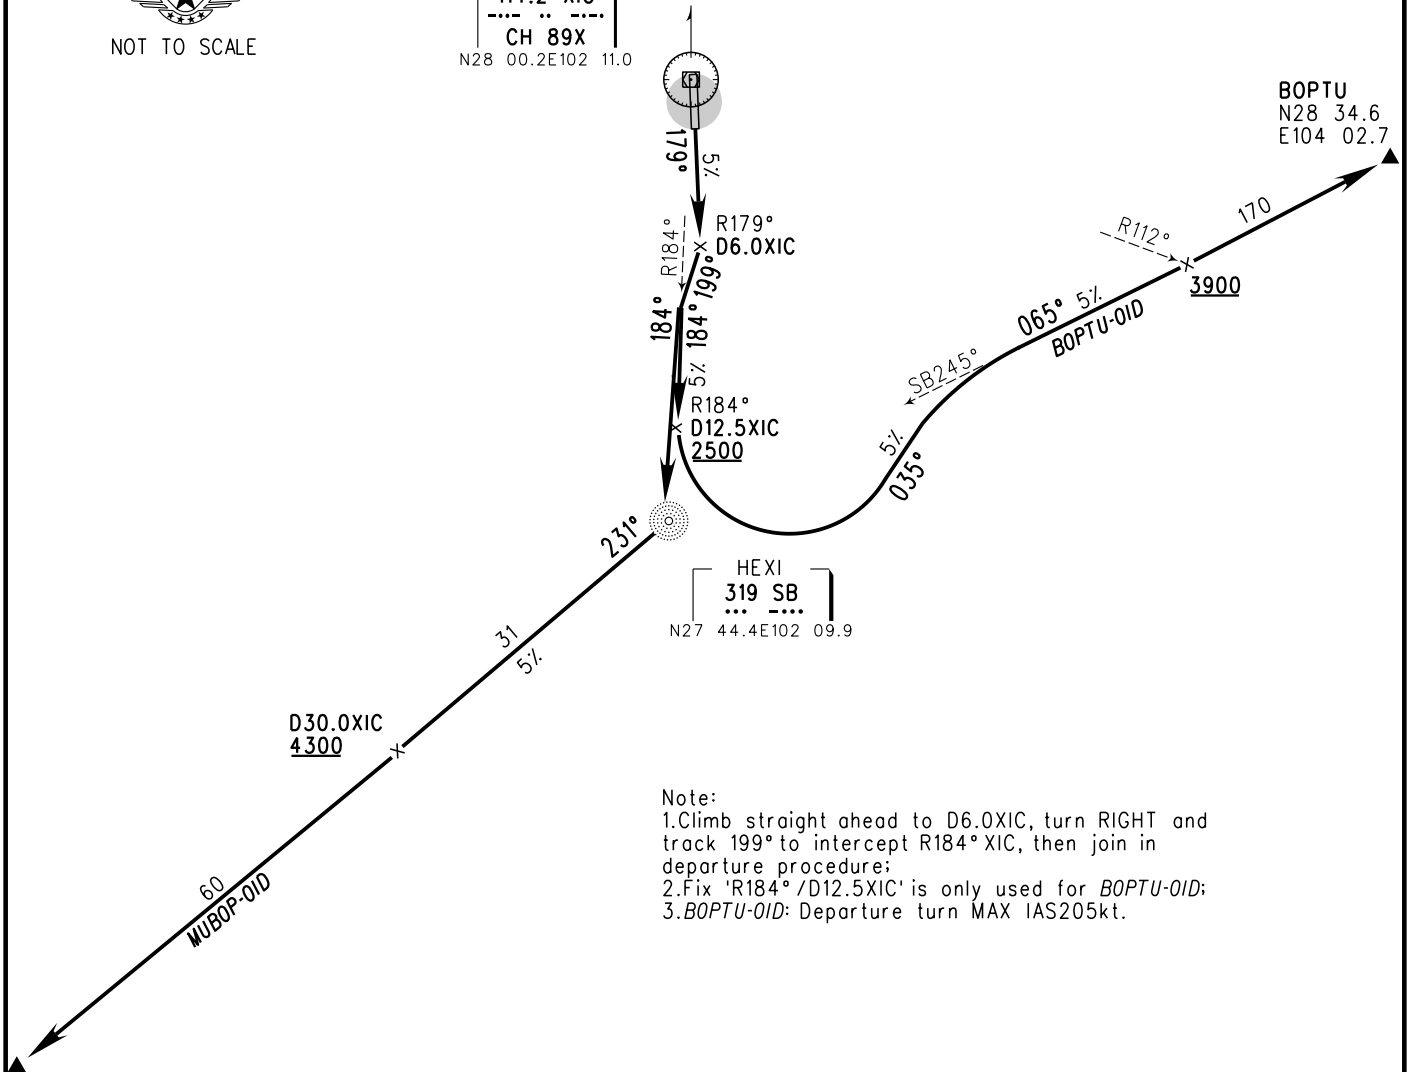 NOT TO SCALE
CH 89X
N28 00.2E102 11.0
BOPTU
N28 34.6
E104 02.7
179°
5%
R179°
D6.0XIC
R184°
199°
184°
184°
5%
R184°
D12.5XIC
2500
R112°
170
3900
065° 5%
BOPTU-01D
SB245°
5%
035°
231°
HEXI
319 SB
N27 44.4E102 09.9
31
5%
D30.0XIC
4300
60
MUBOP-01D
Note:
1.Climb straight ahead to D6.0XIC, turn RIGHT and
track 199° to intercept R184° XIC, then join in
departure procedure;
2.Fix 'R184° /D12.5XIC' is only used for BOPTU-01D;
3.BOPTU-01D: Departure turn MAX IAS205kt.